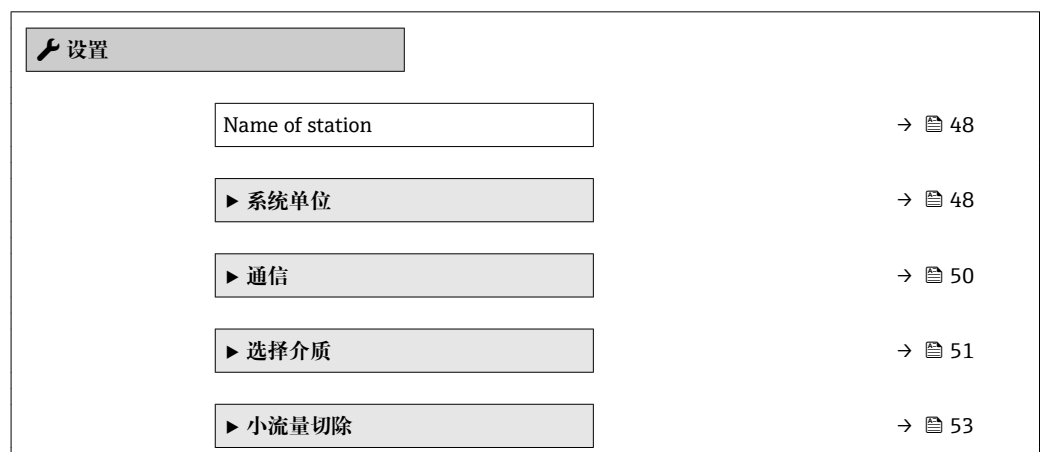 设置
Name of station → 48
▶ 系统单位 → 48
▶ 通信 → 50
▶ 选择介质 → 51
▶ 小流量切除 → 53